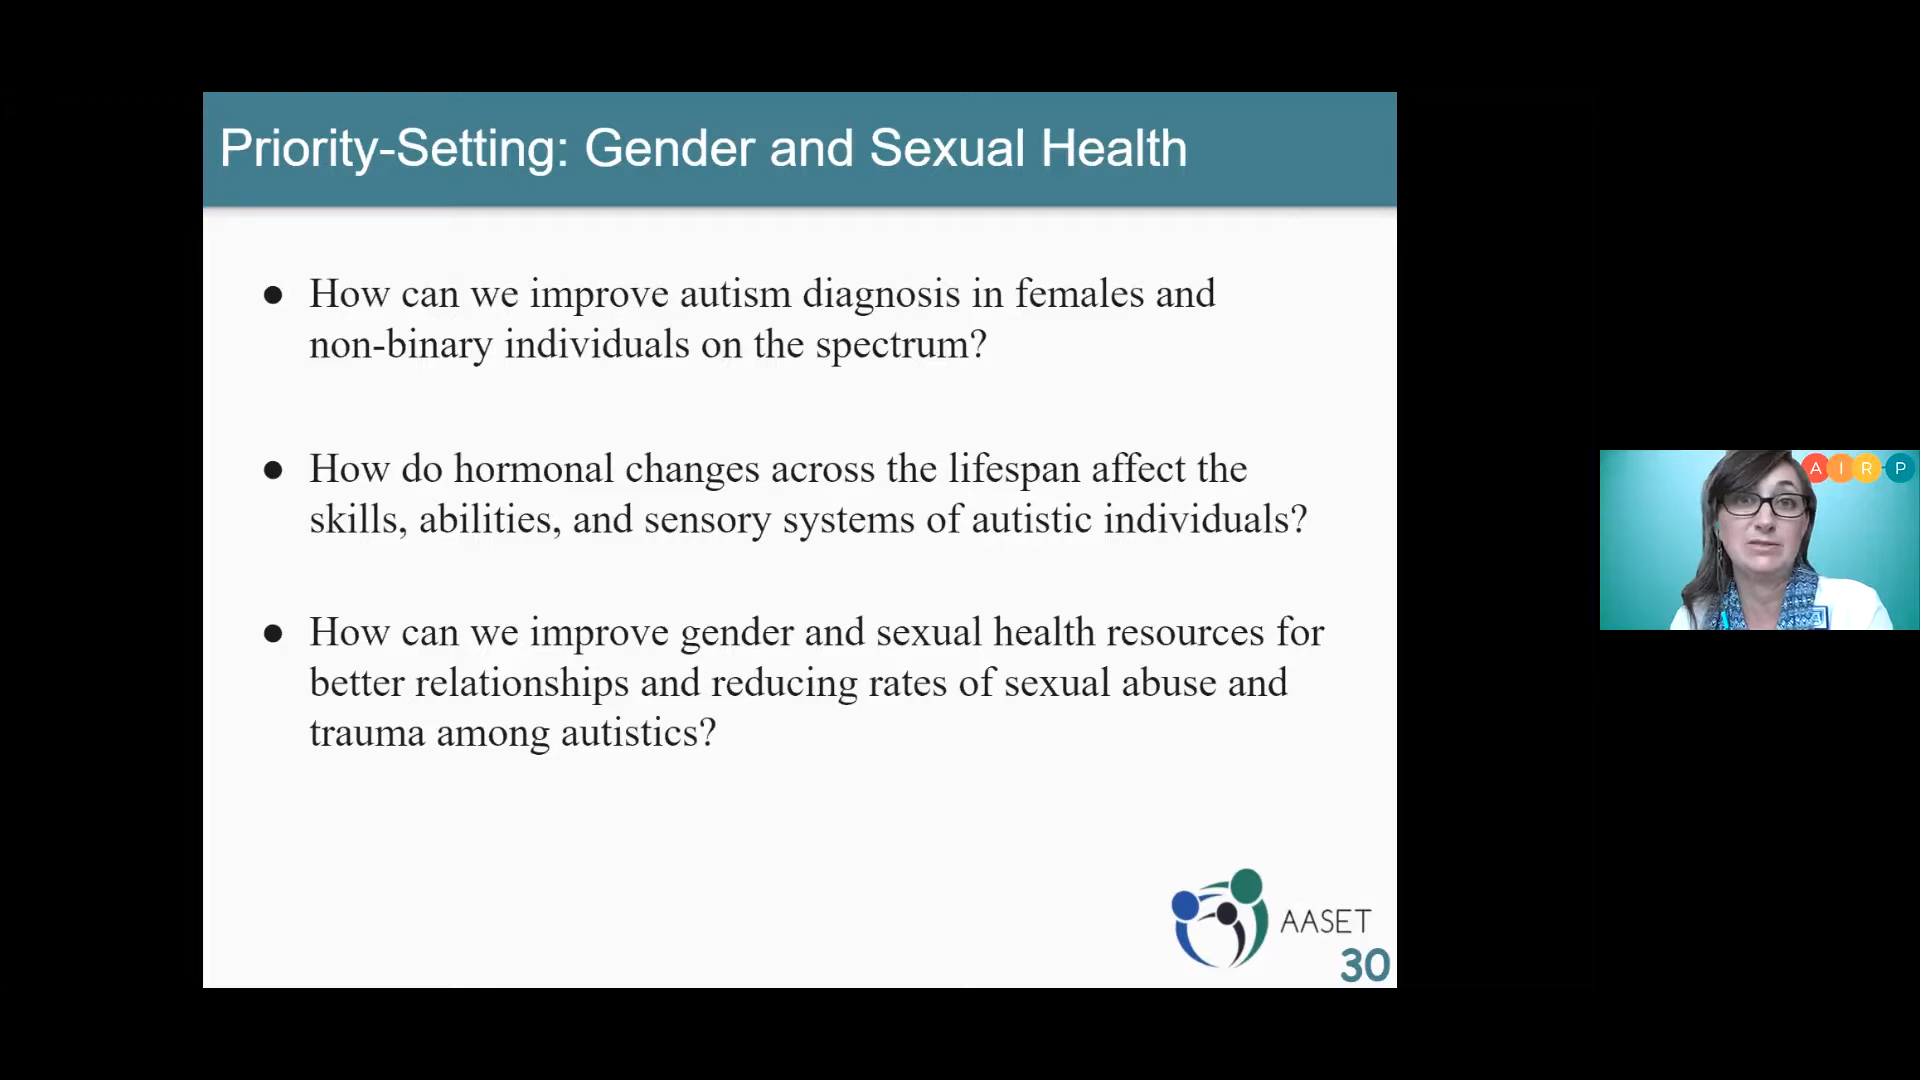 Priority-Setting: Gender and Sexual Health
● How can we improve autism diagnosis in females and
non-binary individuals on the spectrum?
● How do hormonal changes across the lifespan affect the
skills, abilities, and sensory systems of autistic individuals?
● How can we improve gender and sexual health resources for
better relationships and reducing rates of sexual abuse and
trauma among autistics?
AASET
30
A I R - P